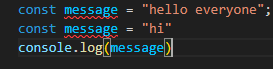 const message = "hello everyone";
const message = "hi"
console.log(message)